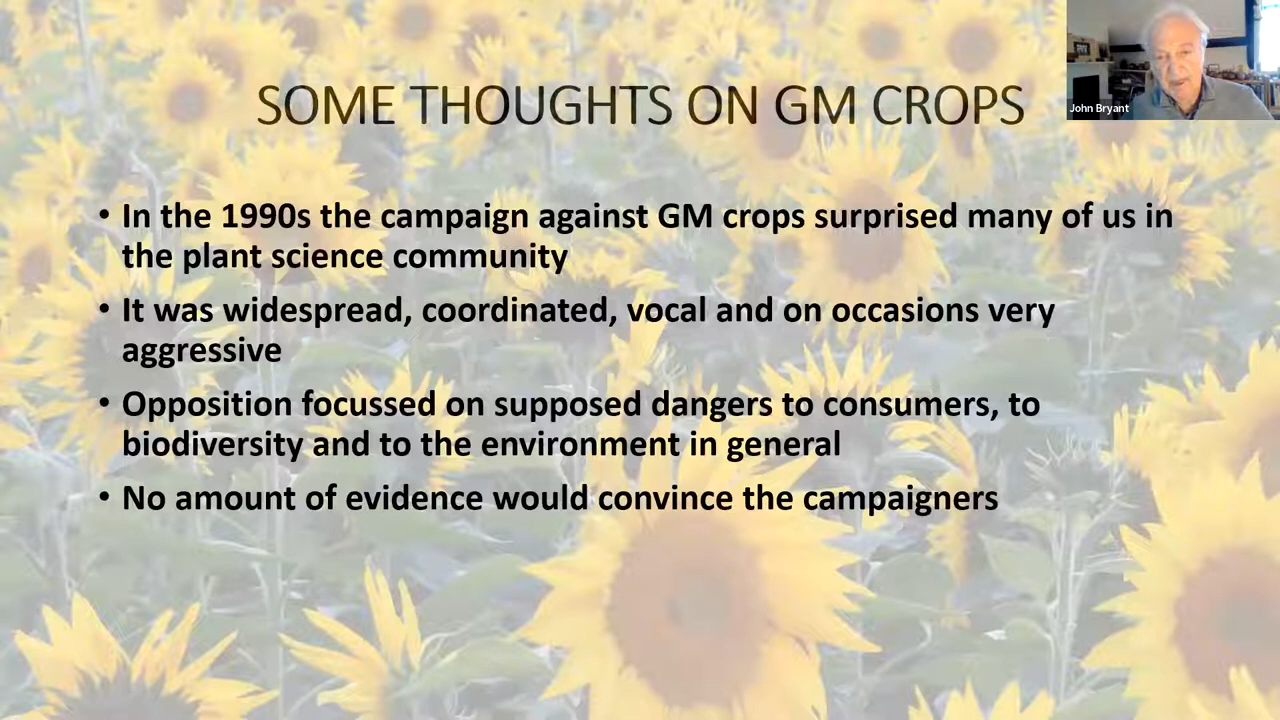 SOME THOUGHTS ON GM CROPS
John Bryant
• In the 1990s the campaign against GM crops surprised many of us in
the plant science community
• It was widespread, coordinated, vocal and on occasions very
aggressive
• Opposition focussed on supposed dangers to consumers, to
biodiversity and to the environment in general
• No amount of evidence would convince the campaigners